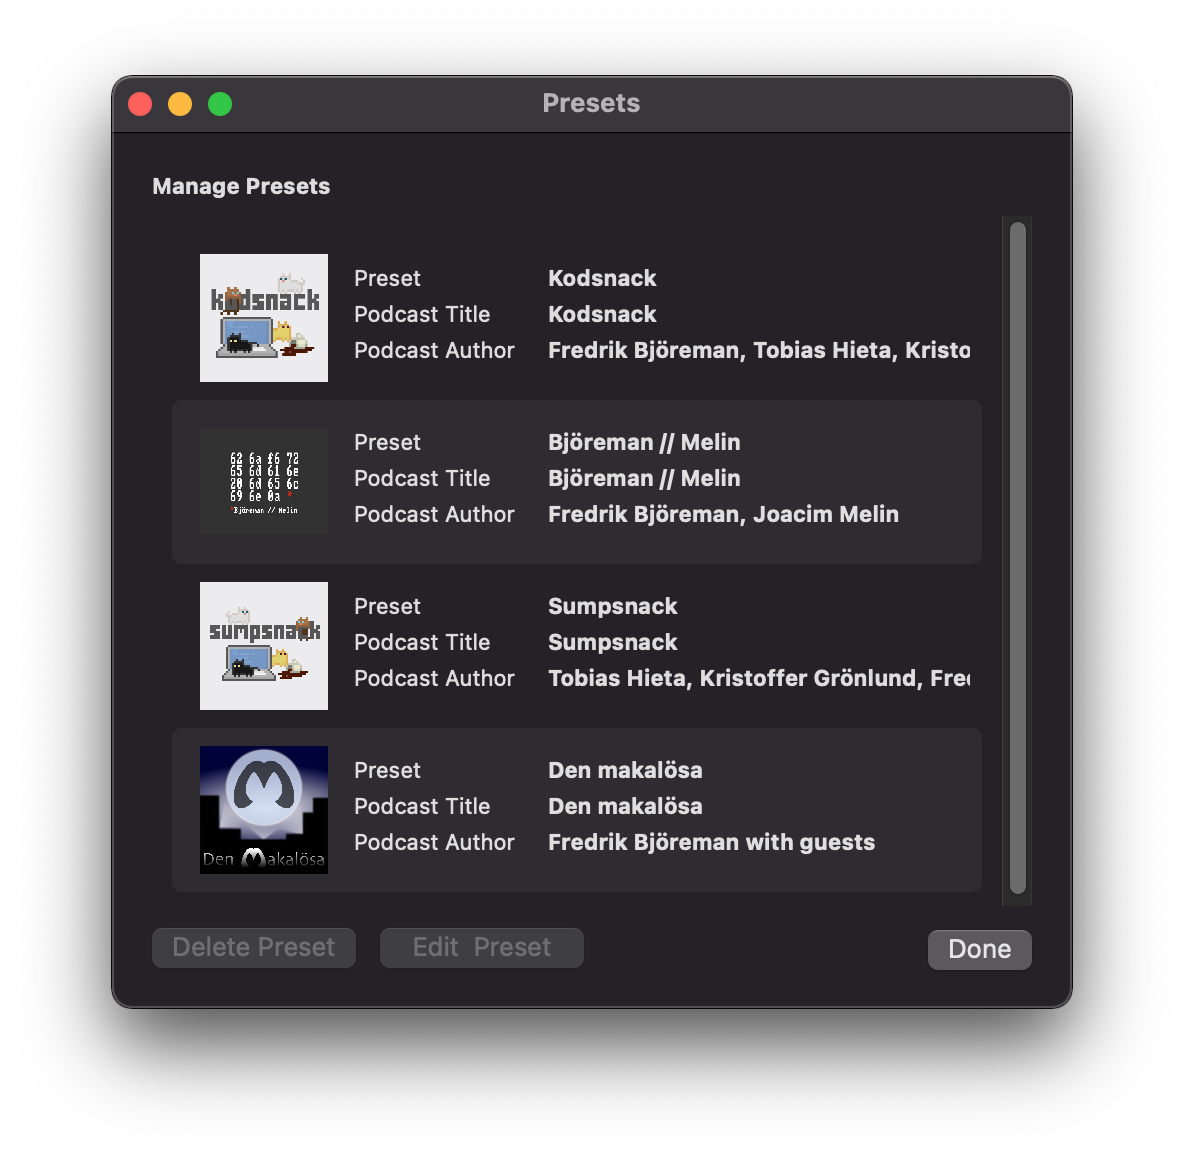 Presets
Manage Presets
kodsnack
Preset Kodsnack
Podcast Title Kodsnack
Podcast Author Fredrik Björeman, Tobias Hieta, Kristo
62 6a f6 72
65 6d 61 6e
20 6d 65 6c
69 6e 0a *
*Björeman // Melin
Preset Björeman // Melin
Podcast Title Björeman // Melin
Podcast Author Fredrik Björeman, Joacim Melin
sumpsnack
Preset Sumpsnack
Podcast Title Sumpsnack
Podcast Author Tobias Hieta, Kristoffer Grönlund, Fre
Den Makalösa
Preset Den makalösa
Podcast Title Den makalösa
Podcast Author Fredrik Björeman with guests
Delete Preset Edit Preset Done